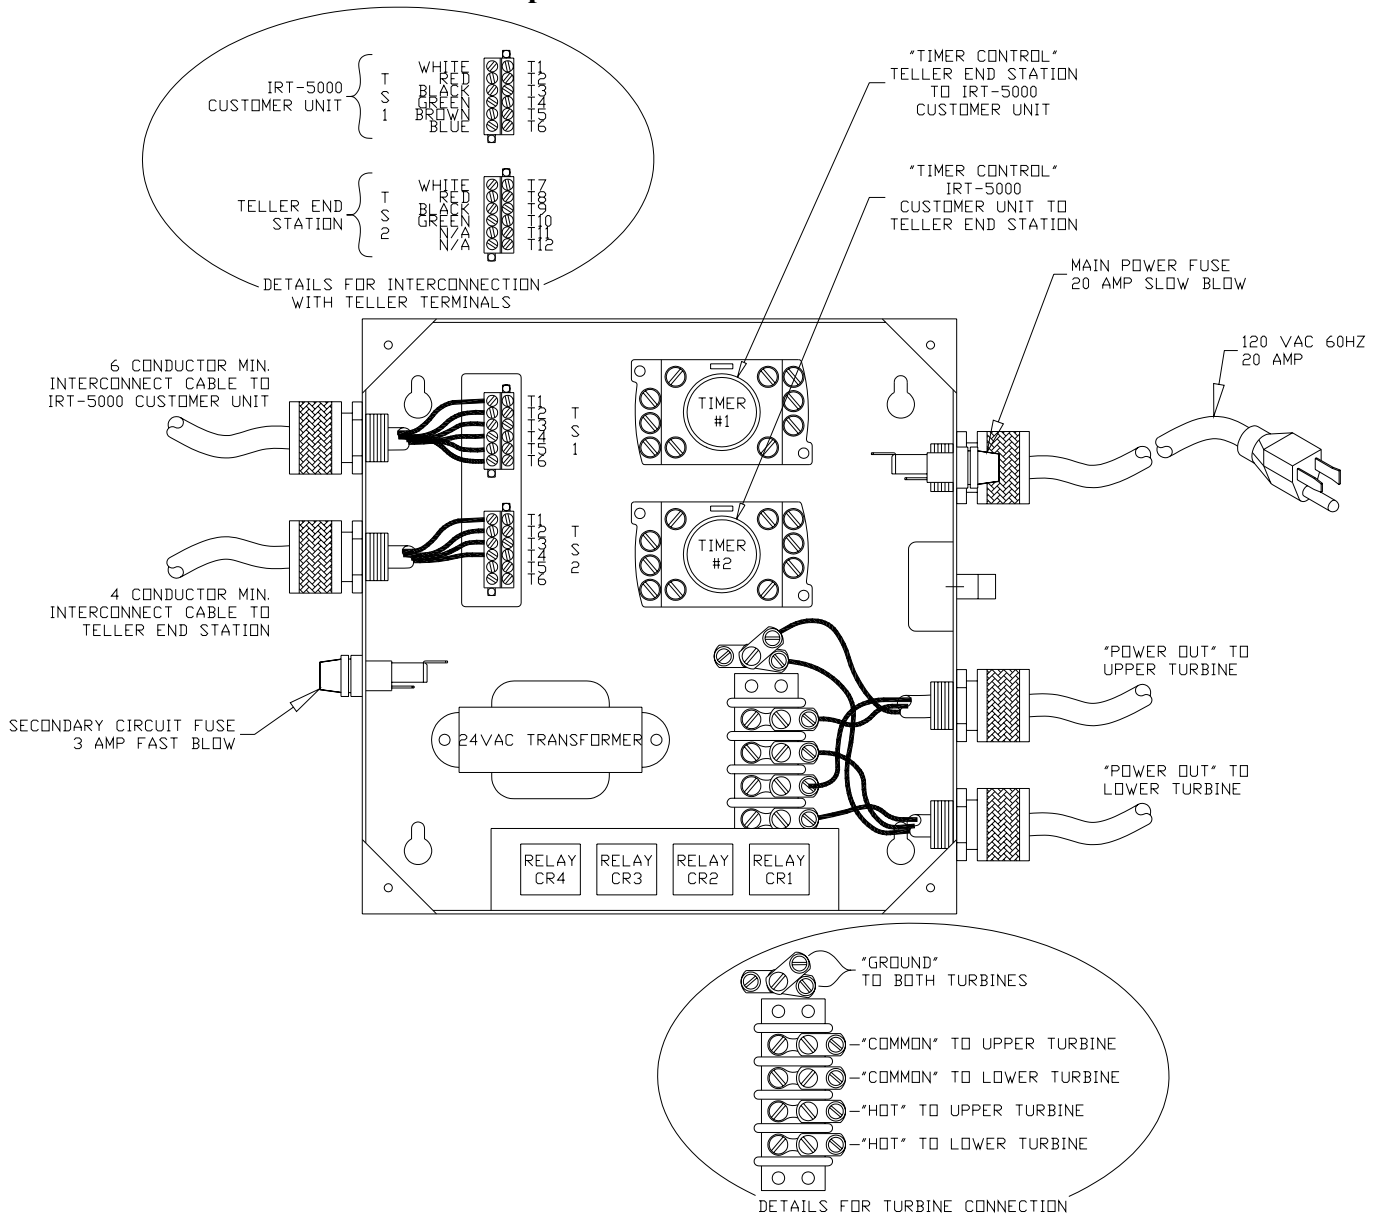 IRT-5000
CUSTOMER UNIT
T
S
1
WHITE T1
RED T2
BLACK T3
GREEN T4
BROWN T5
BLUE T6
TELLER END
STATION
T
S
2
WHITE T7
RED T8
BLACK T9
GREEN T10
N/A T11
N/A T12
DETAILS FOR INTERCONNECTION
WITH TELLER TERMINALS
"TIMER CONTROL"
TELLER END STATION
TO IRT-5000
CUSTOMER UNIT
"TIMER CONTROL"
IRT-5000
CUSTOMER UNIT TO
TELLER END STATION
MAIN POWER FUSE
20 AMP SLOW BLOW
120 VAC 60HZ
20 AMP
6 CONDUCTOR MIN.
INTERCONNECT CABLE TO
IRT-5000 CUSTOMER UNIT
T1
T2
T3
T4
T5
T6
T
S
1
TIMER
#1
4 CONDUCTOR MIN.
INTERCONNECT CABLE TO
TELLER END STATION
T1
T2
T3
T4
T5
T6
T
S
2
TIMER
#2
SECONDARY CIRCUIT FUSE
3 AMP FAST BLOW
24VAC TRANSFORMER
"POWER OUT" TO
UPPER TURBINE
"POWER OUT" TO
LOWER TURBINE
RELAY
CR4
RELAY
CR3
RELAY
CR2
RELAY
CR1
"GROUND"
TO BOTH TURBINES
"COMMON" TO UPPER TURBINE
"COMMON" TO LOWER TURBINE
"HOT" TO UPPER TURBINE
"HOT" TO LOWER TURBINE
DETAILS FOR TURBINE CONNECTION